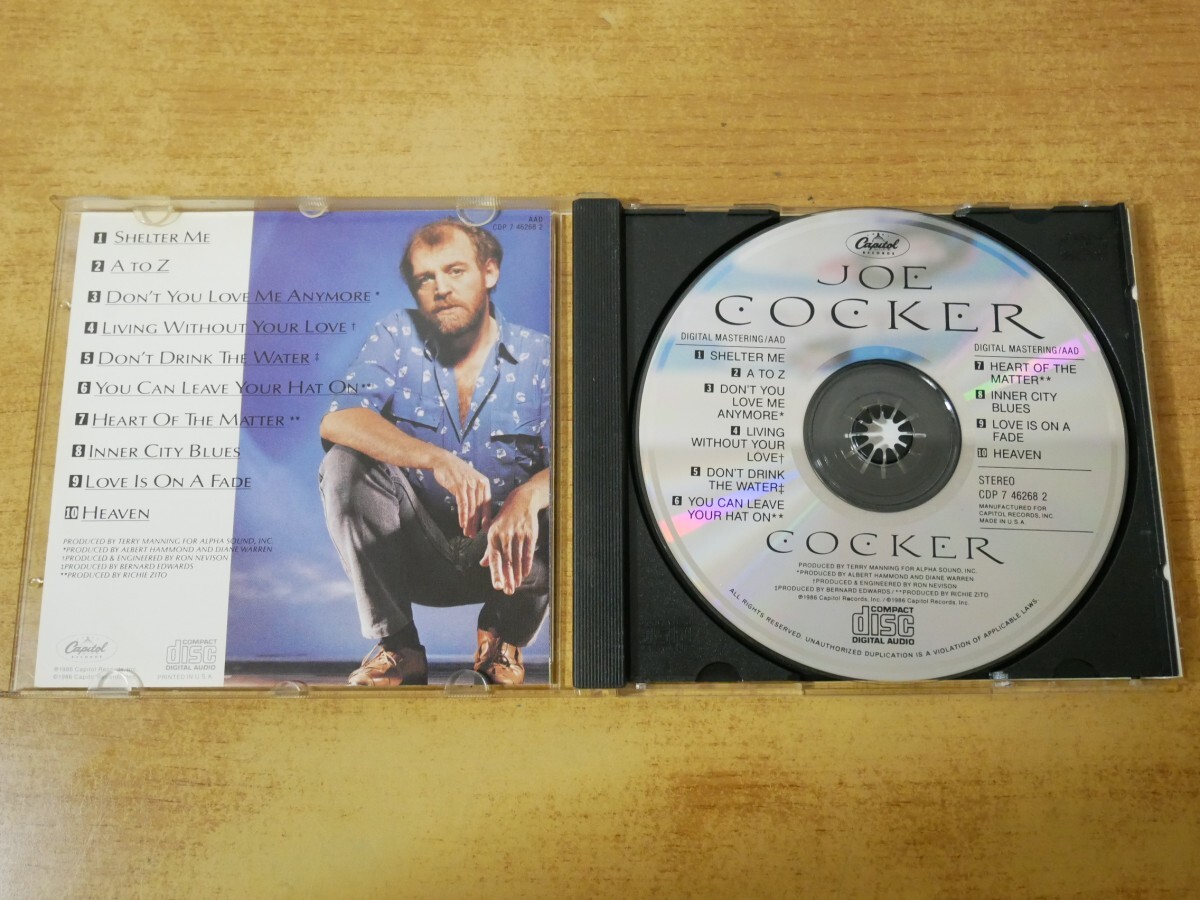 AAD
CDP 7 46268 2
1 SHELTER ME
2 A TO Z
3 DON'T YOU LOVE ME ANYMORE *
4 LIVING WITHOUT YOUR LOVE †
5 DON'T DRINK THE WATER ‡
6 YOU CAN LEAVE YOUR HAT ON **
7 HEART OF THE MATTER **
8 INNER CITY BLUES
9 LOVE IS ON A FADE
10 HEAVEN
PRODUCED BY TERRY MANNING FOR ALPHA SOUND, INC.
*PRODUCED BY ALBERT HAMMOND AND DIANE WARREN
†PRODUCED & ENGINEERED BY RON NEVISON
‡PRODUCED BY BERNARD EDWARDS
**PRODUCED BY RICHIE ZITO
Capitol
RECORDS
COMPACT
disc
DIGITAL AUDIO
℗1986 Capitol Records, Inc.
©1986 Capitol Records, Inc.
PRINTED IN U.S.A.
Capitol
RECORDS
JOE
COCKER
DIGITAL MASTERING/AAD
1 SHELTER ME
2 A TO Z
3 DON'T YOU
LOVE ME
ANYMORE*
4 LIVING
WITHOUT YOUR
LOVE†
5 DON'T DRINK
THE WATER‡
6 YOU CAN LEAVE
YOUR HAT ON**
DIGITAL MASTERING/AAD
7 HEART OF THE
MATTER**
8 INNER CITY
BLUES
9 LOVE IS ON A
FADE
10 HEAVEN
STEREO
CDP 7 46268 2
MANUFACTURED FOR
CAPITOL RECORDS, INC.
MADE IN U.S.A.
COCKER
PRODUCED BY TERRY MANNING FOR ALPHA SOUND, INC.
*PRODUCED BY ALBERT HAMMOND AND DIANE WARREN
†PRODUCED & ENGINEERED BY RON NEVISON
‡PRODUCED BY BERNARD EDWARDS / **PRODUCED BY RICHIE ZITO
℗1986 Capitol Records, Inc. / ©1986 Capitol Records, Inc.
COMPACT
disc
DIGITAL AUDIO
ALL RIGHTS RESERVED. UNAUTHORIZED DUPLICATION IS A VIOLATION OF APPLICABLE LAWS.